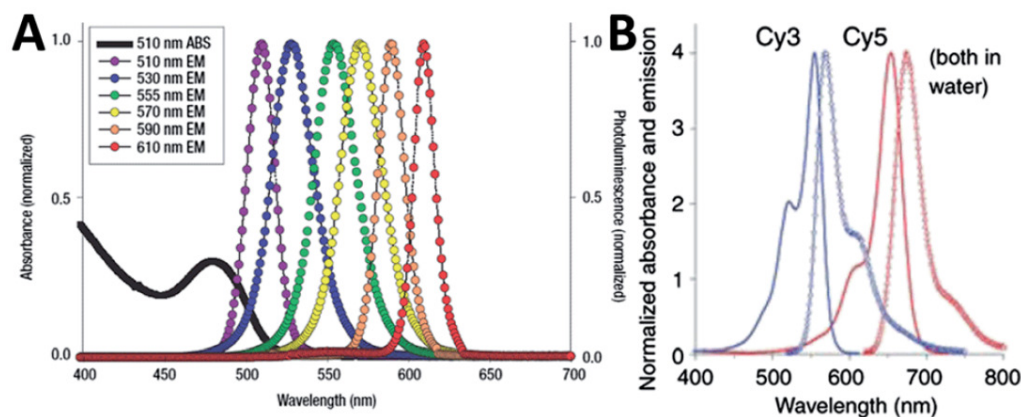 A
Absorbance (normalized)
1.0
0.5
0.0
510 nm ABS
510 nm EM
530 nm EM
555 nm EM
570 nm EM
590 nm EM
610 nm EM
1.0
0.5
0.0
Photoluminescence (normalized)
400 450 500 550 600 650 700
Wavelength (nm)
B
Normalized absorbance and emission
4
3
2
1
0
Cy3 Cy5
(both in
water)
400 500 600 700 800
Wavelength (nm)